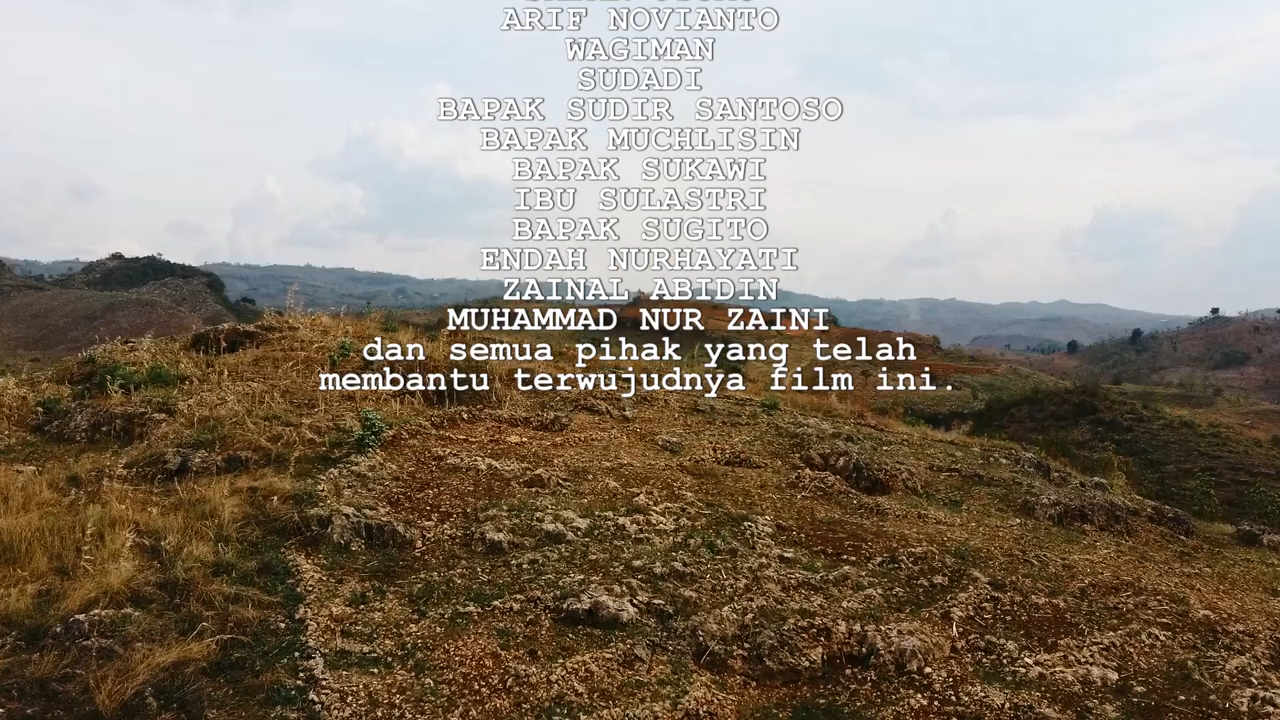 ARIF NOVIANTO
WAGIMAN
SUDADI
BAPAK SUDIR SANTOSO
BAPAK MUCHLISIN
BAPAK SUKAWI
IBU SULASTRI
BAPAK SUGITO
ENDAH NURHAYATI
ZAINAL ABIDIN
MUHAMMAD NUR ZAINI
dan semua pihak yang telah
membantu terwujudnya film ini.